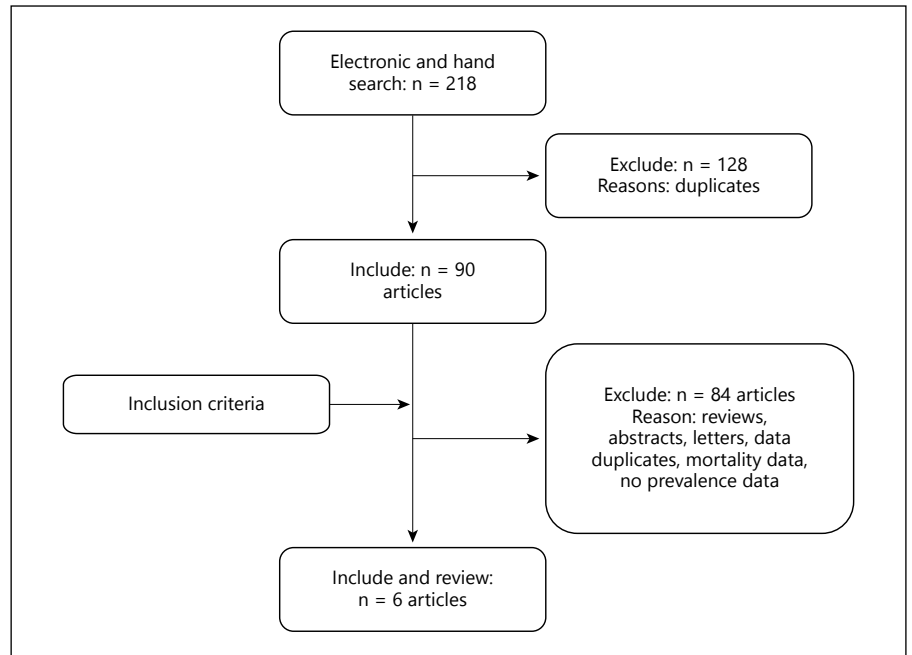 Electronic and hand
search: n = 218
Exclude: n = 128
Reasons: duplicates
Include: n = 90
articles
Inclusion criteria
Exclude: n = 84 articles
Reason: reviews,
abstracts, letters, data
duplicates, mortality data,
no prevalence data
Include and review:
n = 6 articles